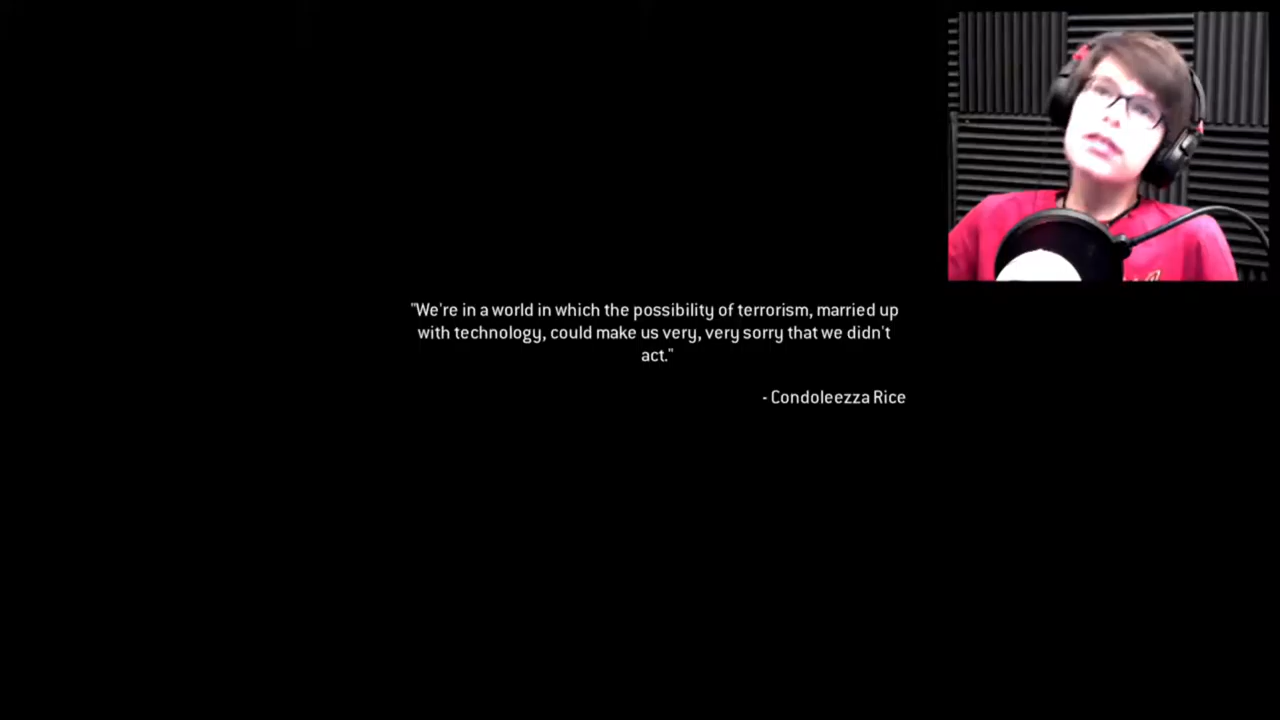 "We're in a world in which the possibility of terrorism, married up
with technology, could make us very, very sorry that we didn't
act."
- Condoleezza Rice